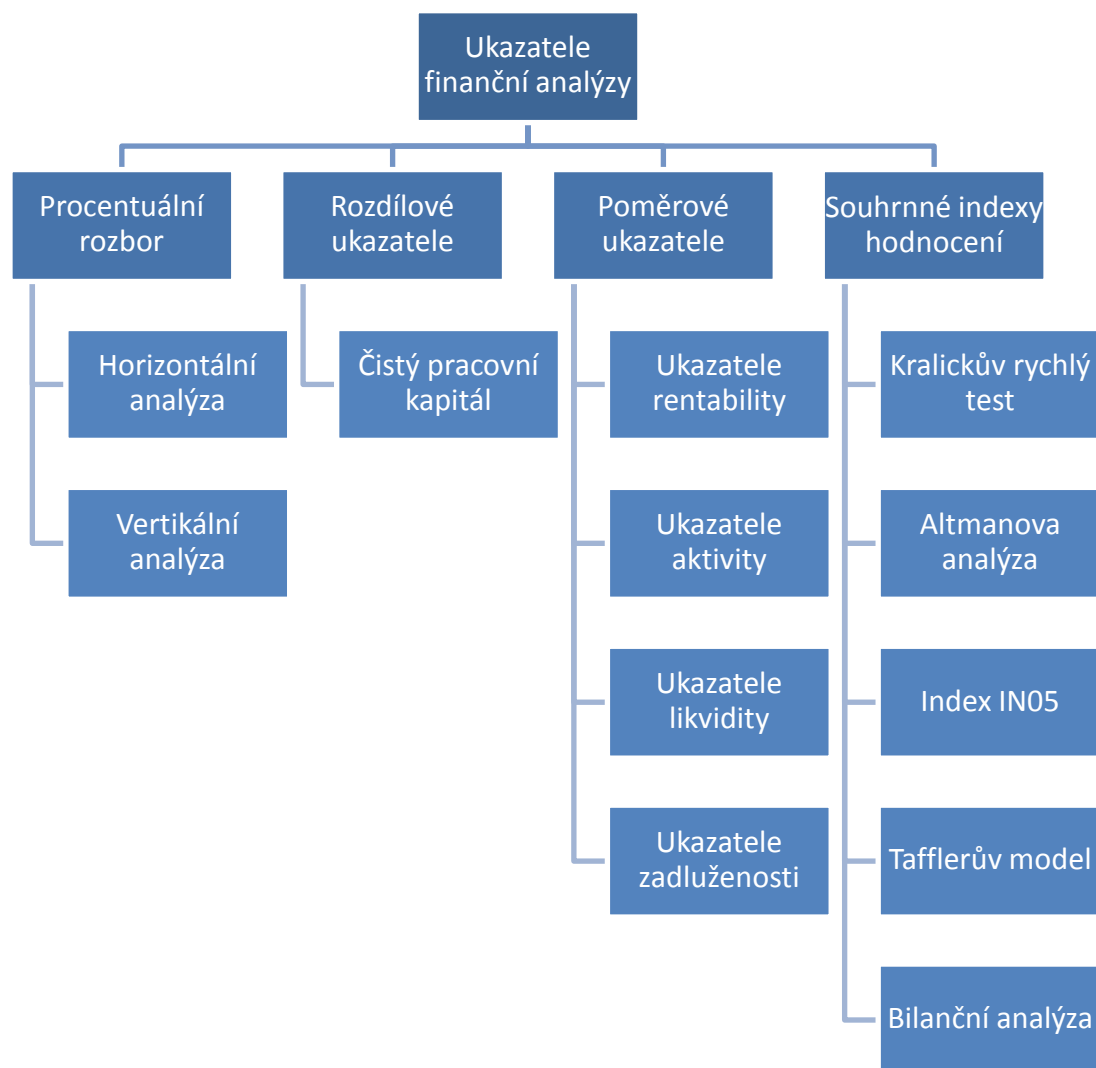 Ukazatele
finanční analýzy
Procentuální
rozbor
Horizontální
analýza
Vertikální
analýza
Rozdílové
ukazatele
Čistý pracovní
kapitál
Poměrové
ukazatele
Ukazatele
rentability
Ukazatele
aktivity
Ukazatele
likvidity
Ukazatele
zadluženosti
Souhrnné indexy
hodnocení
Kralickův rychlý
test
Altmanova
analýza
Index IN05
Tafflerův model
Bilanční analýza